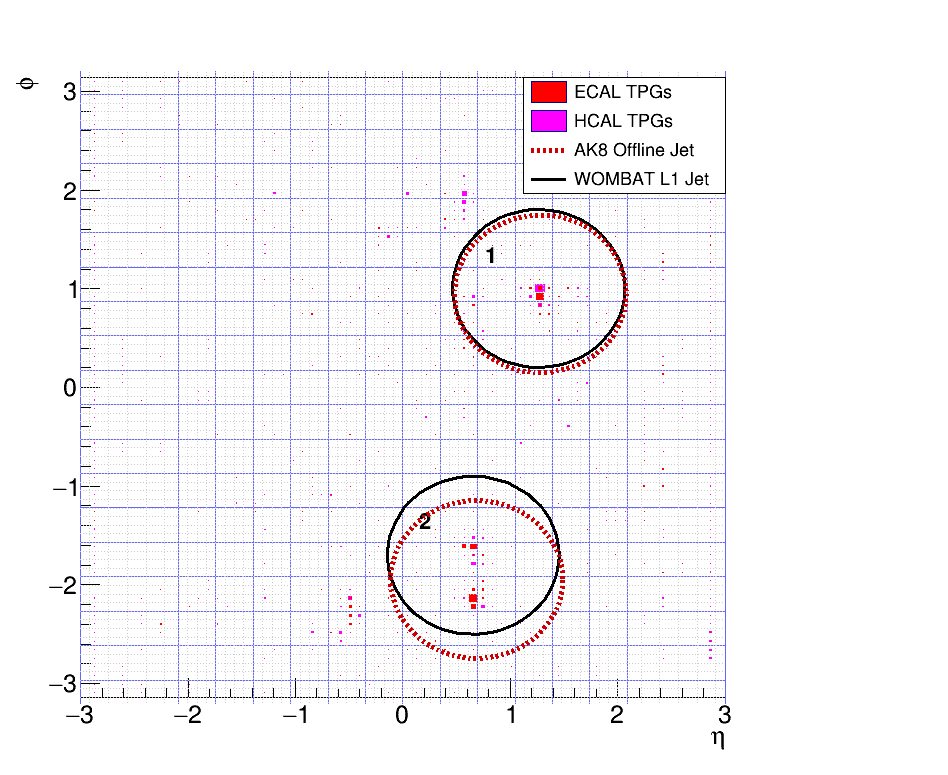 φ
3
2
1
0
−1
−2
−3
ECAL TPGs
HCAL TPGs
AK8 Offline Jet
WOMBAT L1 Jet
1
2
−3 −2 −1 0 1 2 3
η